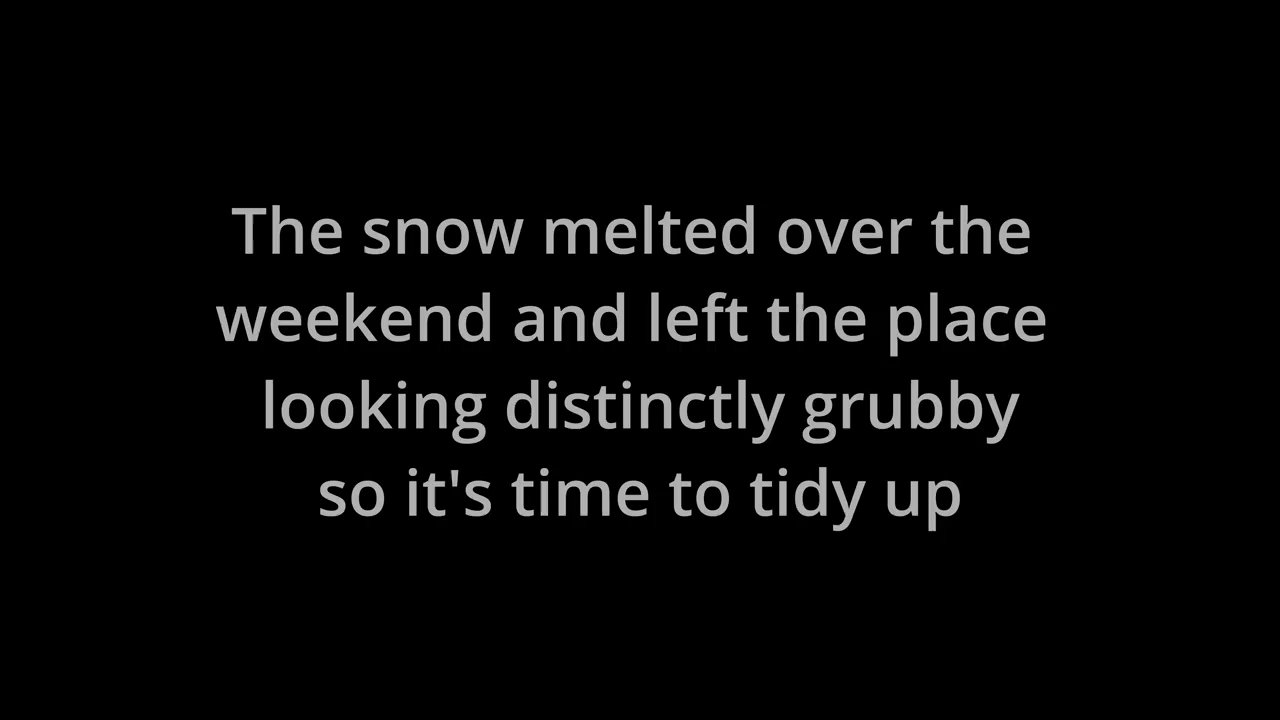 The snow melted over the
weekend and left the place
looking distinctly grubby
so it's time to tidy up